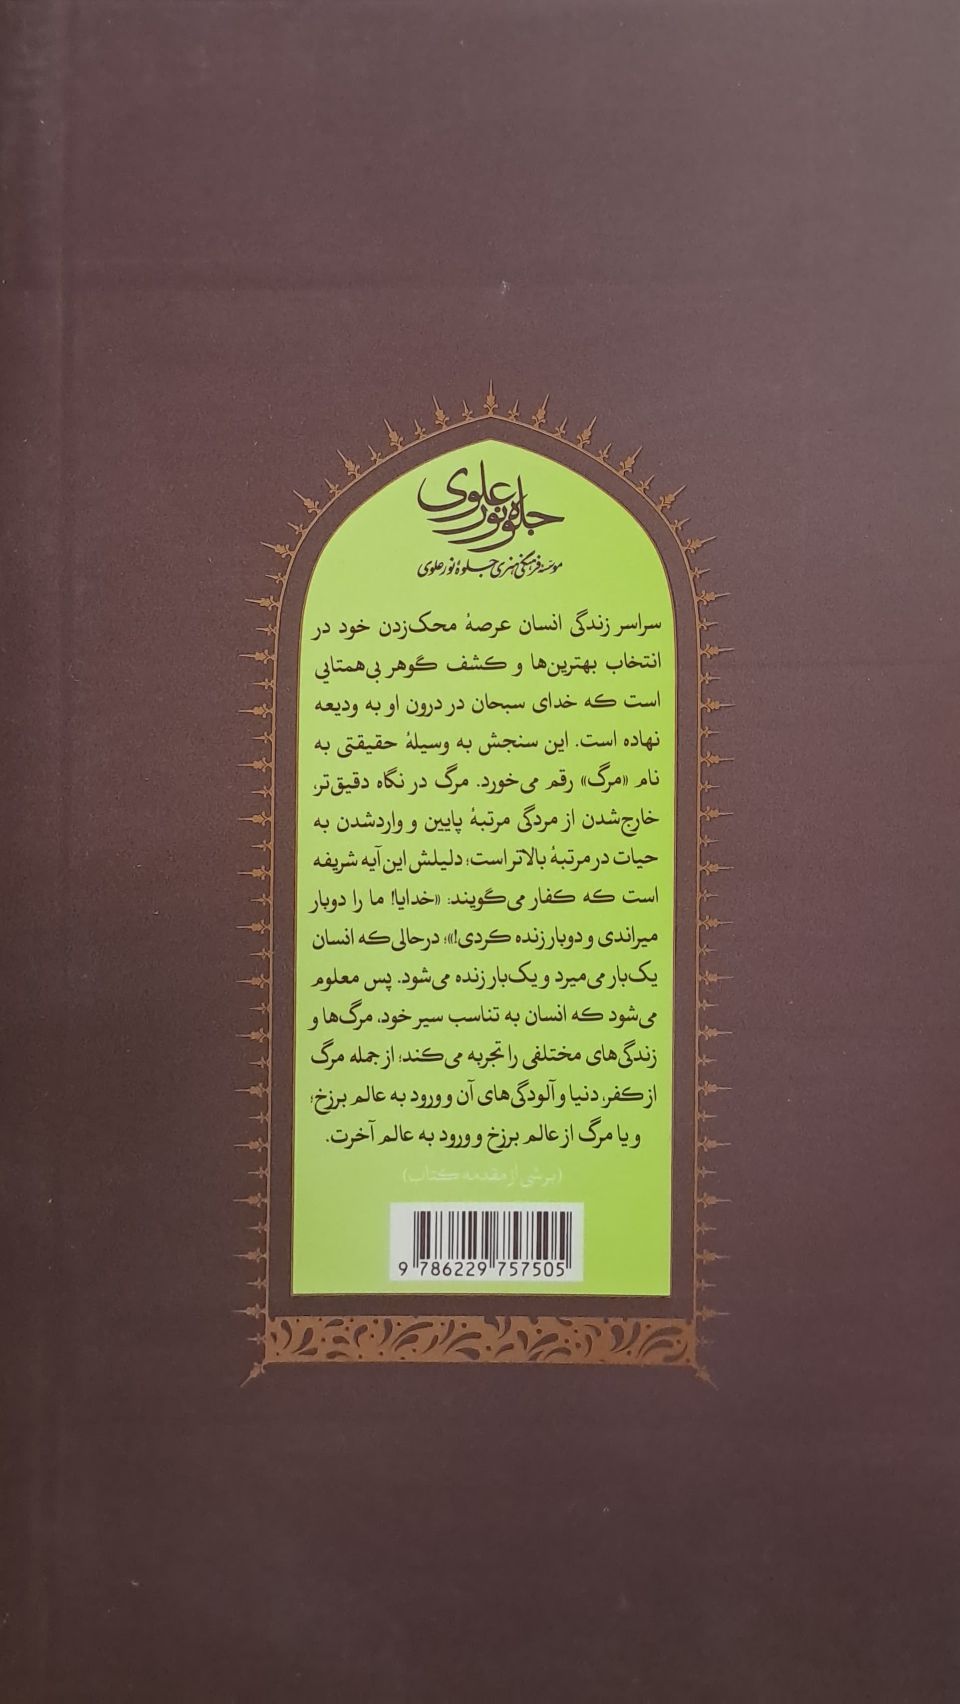 جلوه نور علوی
مؤسسه فرهنگی هنری جلوهٔ نور علوی
سراسر زندگی انسان عرصهٔ محک‌زدن خود در
انتخاب بهترین‌ها و کشف گوهر بی‌همتایی
است که خدای سبحان در درون او به ودیعه
نهاده است. این سنجش به وسیلهٔ حقیقتی به
نام «مرگ» رقم می‌خورد. مرگ در نگاه دقیق‌تر،
خارج‌شدن از مردگی مرتبهٔ پایین و واردشدن به
حیات در مرتبهٔ بالاتر است؛ دلیلش این آیه شریفه
است که کفار می‌گویند: «خدایا! ما را دوبار
میراندی و دوبار زنده کردی!»؛ درحالی‌که انسان
یک‌بار می‌میرد و یک‌بار زنده می‌شود. پس معلوم
می‌شود که انسان به تناسب سیر خود، مرگ‌ها و
زندگی‌های مختلفی را تجربه می‌کند؛ از جمله مرگ
از کفر، دنیا و آلودگی‌های آن و ورود به عالم برزخ؛
و یا مرگ از عالم برزخ و ورود به عالم آخرت.
(برشی از مقدمه کتاب)
9 786229 757505